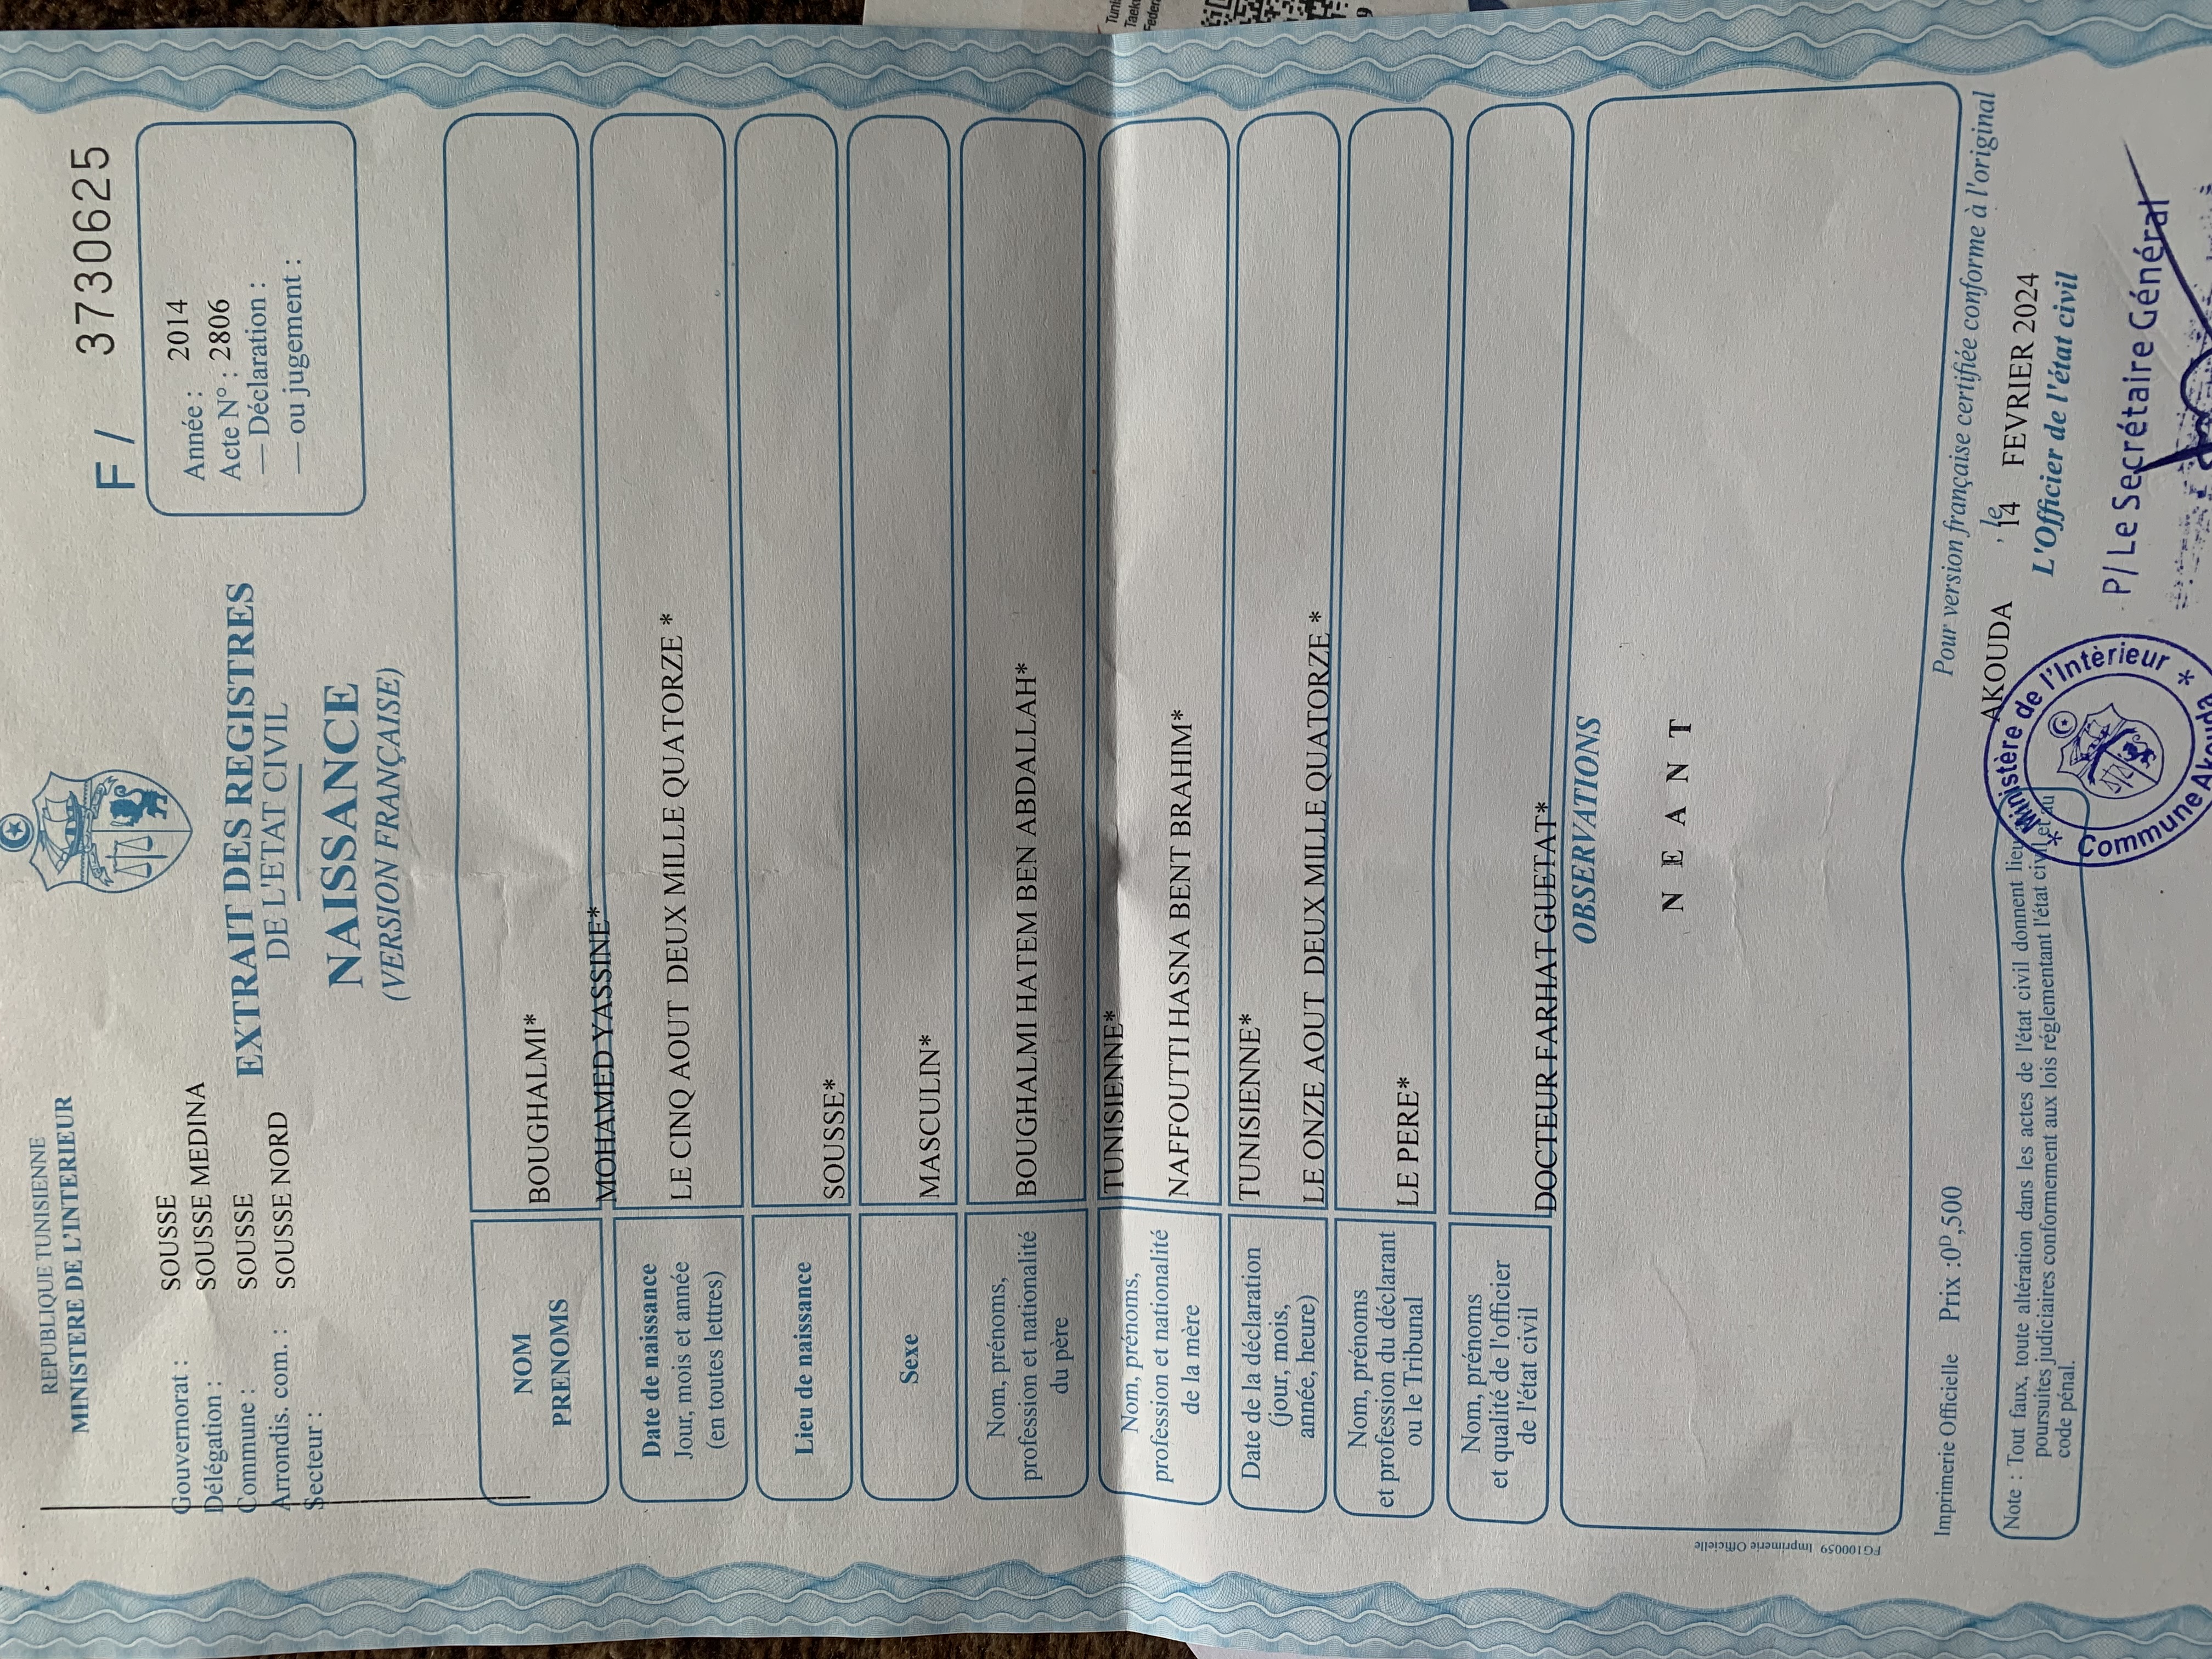 REPUBLIQUE TUNISIENNE
MINISTERE DE L'INTERIEUR
F / 3730625
Gouvernorat : SOUSSE
Délégation : SOUSSE MEDINA
Commune : SOUSSE
Arrondis. com. : SOUSSE NORD
Secteur :
Année : 2014
Acte N° : 2806
— Déclaration :
— ou jugement :
EXTRAIT DES REGISTRES
DE L'ETAT CIVIL
NAISSANCE
(VERSION FRANÇAISE)
NOM
PRENOMS
BOUGHALMI*
MOHAMED YASSINE*
Date de naissance
Jour, mois et année
(en toutes lettres)
LE CINQ AOUT DEUX MILLE QUATORZE *
Lieu de naissance
SOUSSE*
Sexe
MASCULIN*
Nom, prénoms,
profession et nationalité
du père
BOUGHALMI HATEM BEN ABDALLAH*
TUNISIENNE*
Nom, prénoms,
profession et nationalité
de la mère
NAFFOUTTI HASNA BENT BRAHIM*
TUNISIENNE*
Date de la déclaration
(jour, mois,
année, heure)
LE ONZE AOUT DEUX MILLE QUATORZE *
Nom, prénoms
et profession du déclarant
ou le Tribunal
LE PERE*
Nom, prénoms
et qualité de l'officier
de l'état civil
DOCTEUR FARHAT GUETAT*
OBSERVATIONS
N E A N T
FG100059 Imprimerie Officielle
Imprimerie Officielle Prix :0D,500
Pour version française certifiée conforme à l'original
AKOUDA , le 14 FEVRIER 2024
L'Officier de l'état civil
P/ Le Secrétaire Général
Note : Tout faux, toute altération dans les actes de l'état civil donnent lieu
poursuites judiciaires conformement aux lois réglementant l'état civil et au
code pénal.
* Ministère de l'Intèrieur *
Commune Akouda